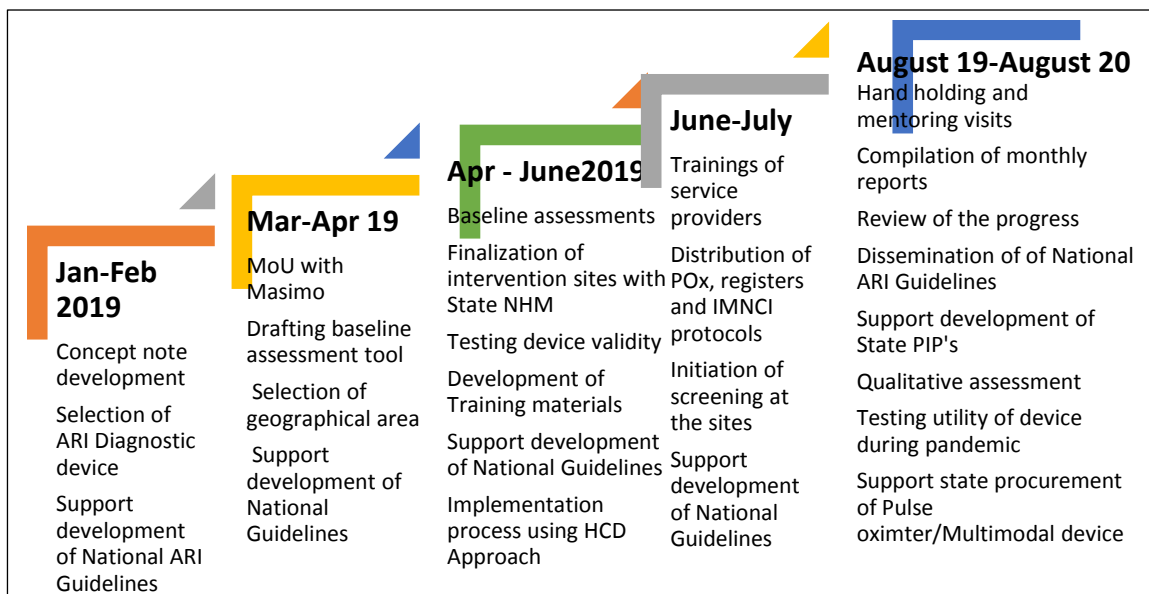 Jan-Feb
2019
Concept note
development
Selection of
ARI Diagnostic
device
Support
development
of National ARI
Guidelines
Mar-Apr 19
MoU with
Masimo
Drafting baseline
assessment tool
Selection of
geographical area
Support
development of
National
Guidelines
Apr - June2019
Baseline assessments
Finalization of
intervention sites with
State NHM
Testing device validity
Development of
Training materials
Support development
of National Guidelines
Implementation
process using HCD
Approach
June-July
Trainings of
service
providers
Distribution of
POx, registers
and IMNCI
protocols
Initiation of
screening at
the sites
Support
development
of National
Guidelines
August 19-August 20
Hand holding and
mentoring visits
Compilation of monthly
reports
Review of the progress
Dissemination of of National
ARI Guidelines
Support development of
State PIP's
Qualitative assessment
Testing utility of device
during pandemic
Support state procurement
of Pulse
oximter/Multimodal device